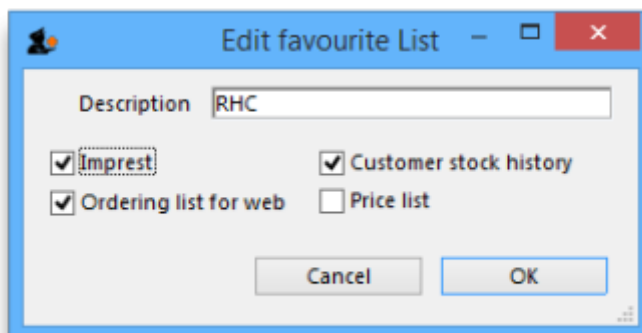 Edit favourite List
Description RHC
Imprest Customer stock history
Ordering list for web Price list
Cancel OK